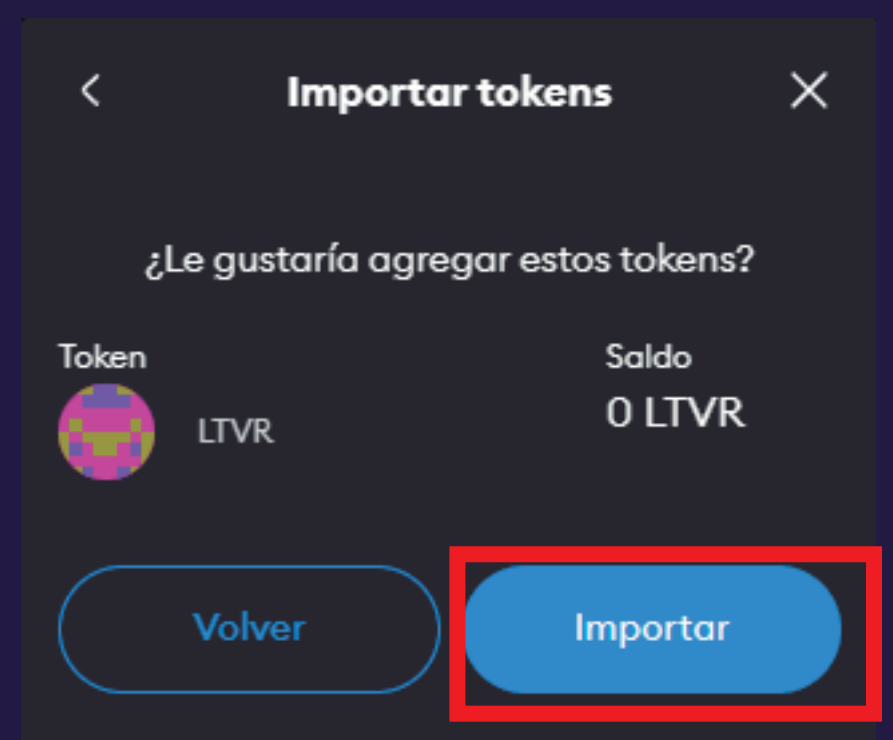 Importar tokens
¿Le gustaría agregar estos tokens?
Token
Saldo
LTVR
0 LTVR
Volver
Importar